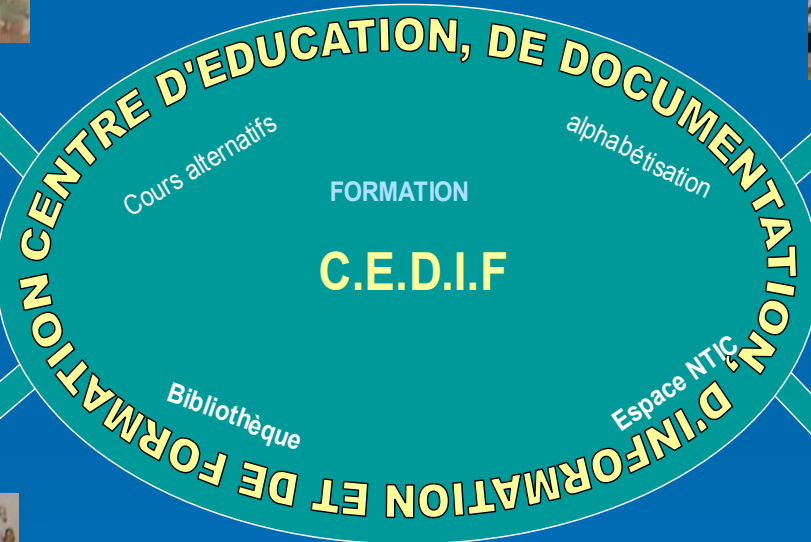 CENTRE D'EDUCATION, DE DOCUMENTATION, D'INFORMATION ET DE FORMATION
Cours alternatifs
alphabétisation
FORMATION
C.E.D.I.F
Bibliothèque
Espace NTIC